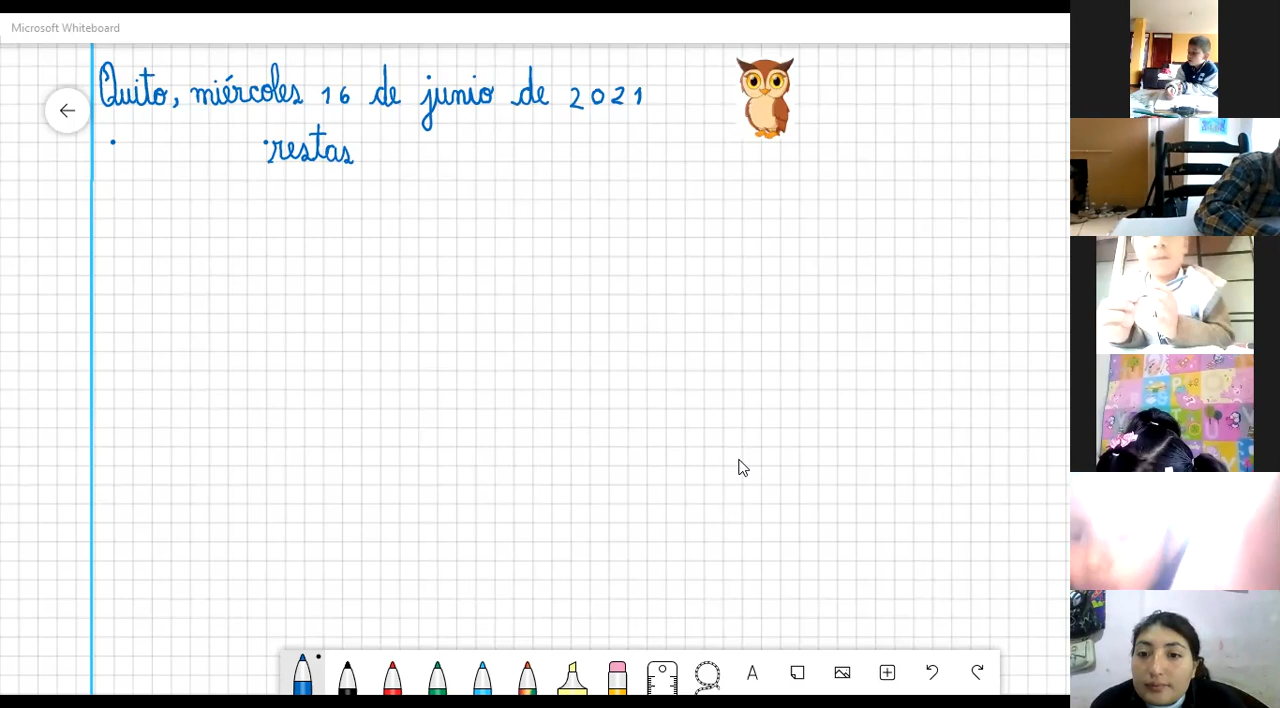 Microsoft Whiteboard
Quito, miércoles 16 de junio de 2021
restas